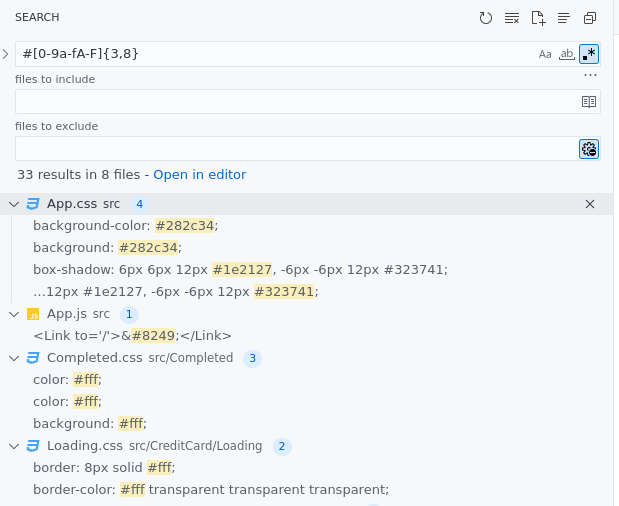 SEARCH
#[0-9a-fA-F]{3,8} Aa ab .*
files to include
...
files to exclude
33 results in 8 files - Open in editor
App.css src 4
background-color: #282c34;
background: #282c34;
box-shadow: 6px 6px 12px #1e2127, -6px -6px 12px #323741;
…12px #1e2127, -6px -6px 12px #323741;
JS App.js src 1
<Link to='/'>&#8249;</Link>
Completed.css src/Completed 3
color: #fff;
color: #fff;
background: #fff;
Loading.css src/CreditCard/Loading 2
border: 8px solid #fff;
border-color: #fff transparent transparent transparent;